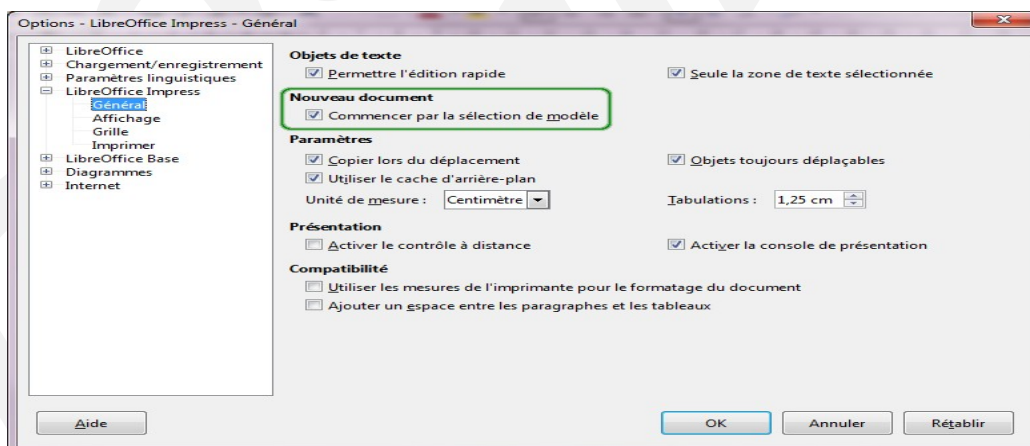 Options - LibreOffice Impress - Général
LibreOffice
Chargement/enregistrement
Paramètres linguistiques
LibreOffice Impress
Général
Affichage
Grille
Imprimer
LibreOffice Base
Diagrammes
Internet
Objets de texte
Permettre l'édition rapide
Seule la zone de texte sélectionnée
Nouveau document
Commencer par la sélection de modèle
Paramètres
Copier lors du déplacement
Objets toujours déplaçables
Utiliser le cache d'arrière-plan
Unité de mesure : Centimètre
Tabulations : 1,25 cm
Présentation
Activer le contrôle à distance
Activer la console de présentation
Compatibilité
Utiliser les mesures de l'imprimante pour le formatage du document
Ajouter un espace entre les paragraphes et les tableaux
Aide
OK
Annuler
Rétablir